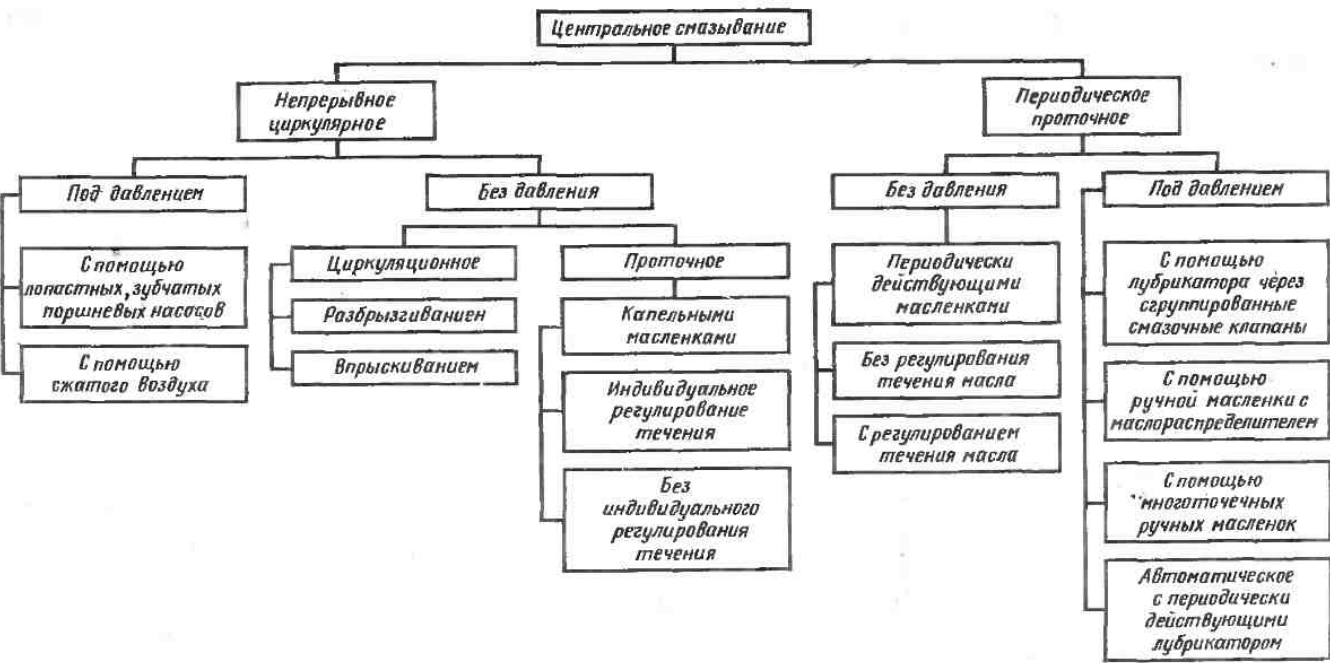 Центральное смазывание
Непрерывное
циркулярное
Периодическое
проточное
Под давлением
Без давления
Без давления
Под давлением
С помощью
лопастных, зубчатых
поршневых насосов
С помощью
сжатого воздуха
Циркуляционное
Разбрызгиванием
Впрыскиванием
Проточное
Капельными
масленками
Индивидуальное
регулирование
течения
Без
индивидуального
регулирования
течения
Периодически
действующими
масленками
Без регулирования
течения масла
С регулированием
течения масла
С помощью
лубрикатора через
сгруппированные
смазочные клапаны
С помощью
ручной масленки с
маслораспределителем
С помощью
многоточечных
ручных масленок
Автоматическое
с периодически
действующими
лубрикатором